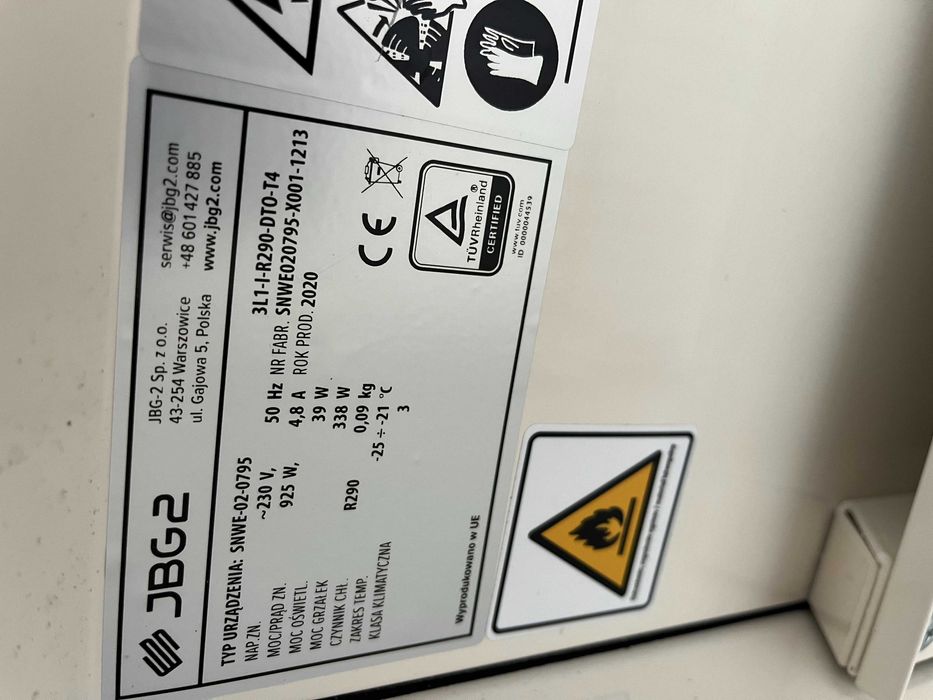 JBG2
JBG-2 Sp. z o.o.
43-254 Warszowice
ul. Gajowa 5, Polska
serwis@jbg2.com
+48 601 427 885
www.jbg2.com
TYP URZĄDZENIA: SNWE-02-0795 3L1-I-R290-DTO-T4
NAP. ZN. ~230 V, 50 Hz NR FABR. SNWE020795-X001-1213
MOC/PRĄD ZN. 925 W, 4,8 A ROK PROD. 2020
MOC OŚWIETL. 39 W
MOC GRZAŁEK 338 W
CZYNNIK CHŁ. R290 0,09 kg
ZAKRES TEMP. -25 ÷ -21 °C
KLASA KLIMATYCZNA 3
Wyprodukowano w UE
CE
TÜVRheinland ®
CERTIFIED
www.tuv.com
ID 0000044539